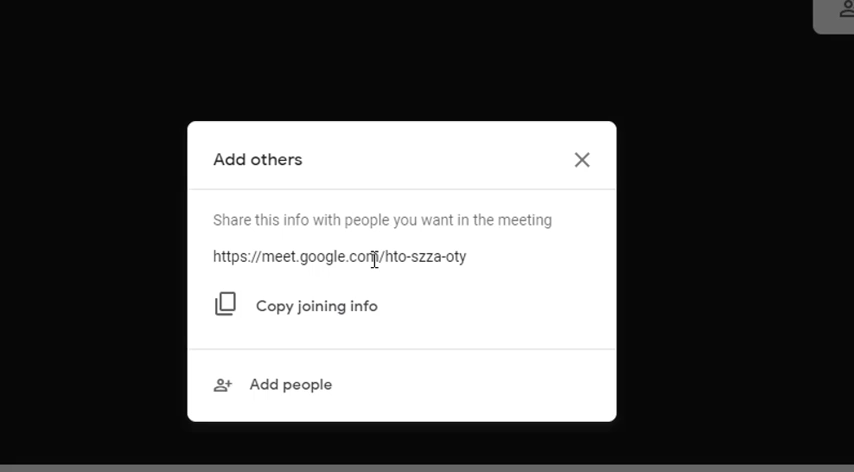 Add others
Share this info with people you want in the meeting
https://meet.google.com/hto-szza-oty
Copy joining info
Add people